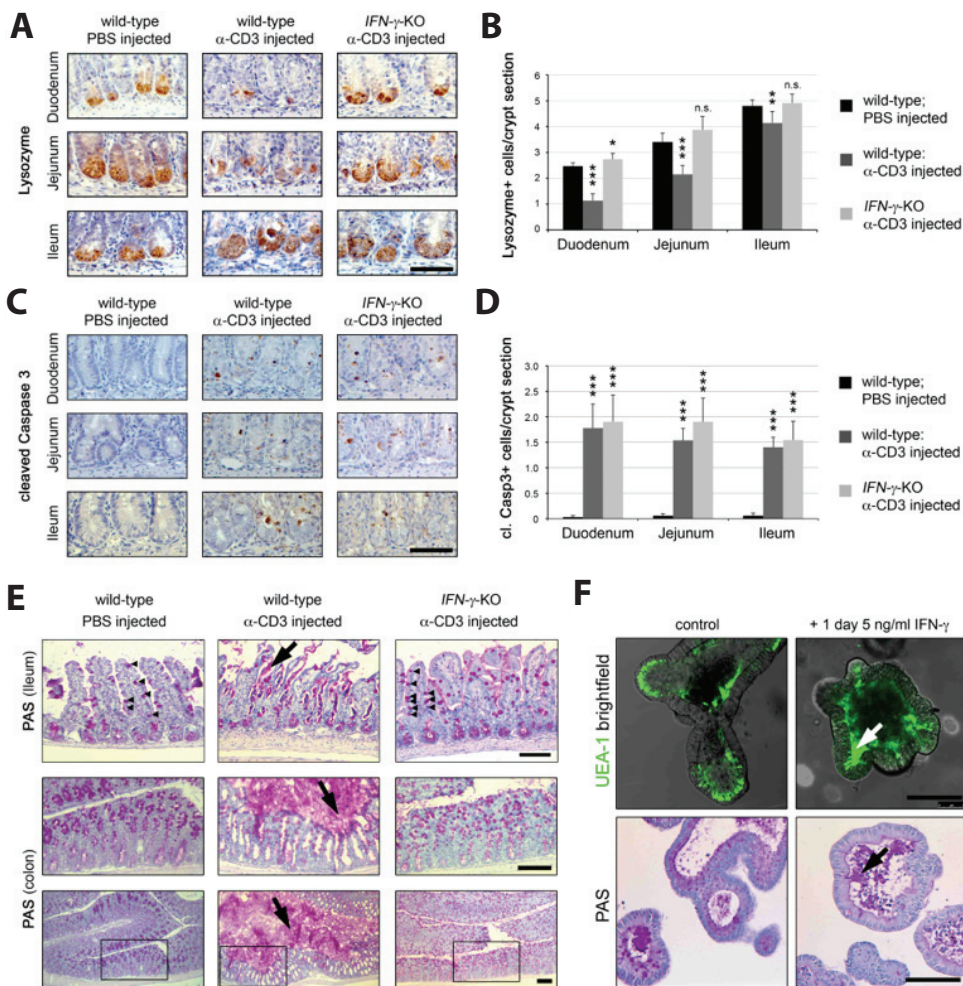 A
wild-type
PBS injected
wild-type
α-CD3 injected
IFN-γ-KO
α-CD3 injected
Lysozyme
Duodenum
Jejunum
Ileum
B
Lysozyme+ cells/crypt section
6
5
4
3
2
1
0
***
*
***
n.s.
**
n.s.
Duodenum
Jejunum
Ileum
wild-type;
PBS injected
wild-type:
α-CD3 injected
IFN-γ-KO
α-CD3 injected
C
wild-type
PBS injected
wild-type
α-CD3 injected
IFN-γ-KO
α-CD3 injected
cleaved Caspase 3
Duodenum
Jejunum
Ileum
D
cl. Casp3+ cells/crypt section
3.0
2.5
2.0
1.5
1.0
0.5
0
***
***
***
***
***
***
Duodenum
Jejunum
Ileum
wild-type;
PBS injected
wild-type:
α-CD3 injected
IFN-γ-KO
α-CD3 injected
E
wild-type
PBS injected
wild-type
α-CD3 injected
IFN-γ-KO
α-CD3 injected
PAS (Ileum)
PAS (colon)
F
control
+ 1 day 5 ng/ml IFN-γ
UEA-1 brightfield
PAS